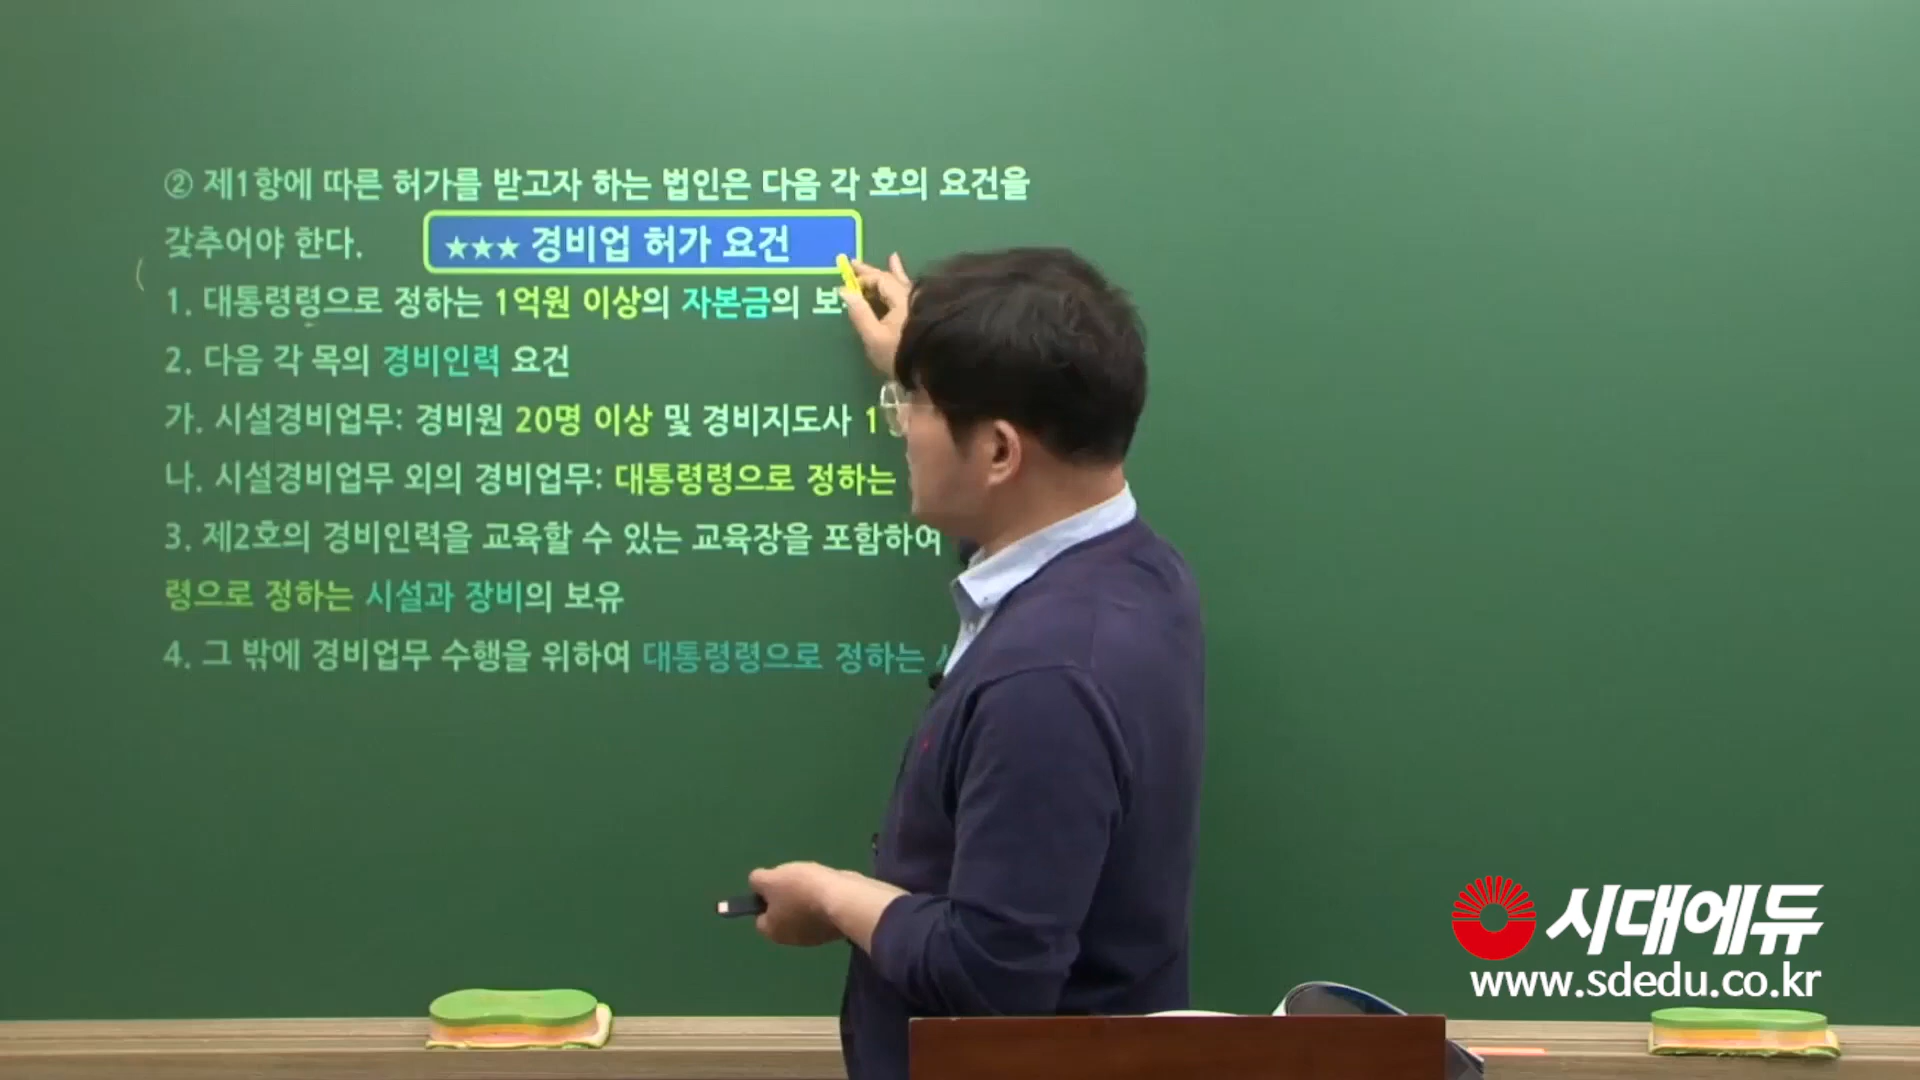 ② 제1항에 따른 허가를 받고자 하는 법인은 다음 각 호의 요건을
갖추어야 한다.
★★★ 경비업 허가 요건
1. 대통령령으로 정하는 1억원 이상의 자본금의
2. 다음 각 목의 경비인력 요건
가. 시설경비업무: 경비원 20명 이상 및 경비지도사 1
나. 시설경비업무 외의 경비업무: 대통령령으로 정하는
3. 제2호의 경비인력을 교육할 수 있는 교육장을 포함하여
령으로 정하는 시설과 장비의 보유
4. 그 밖에 경비업무 수행을 위하여 대통령령으로 정하는
시대에듀
www.sdedu.co.kr